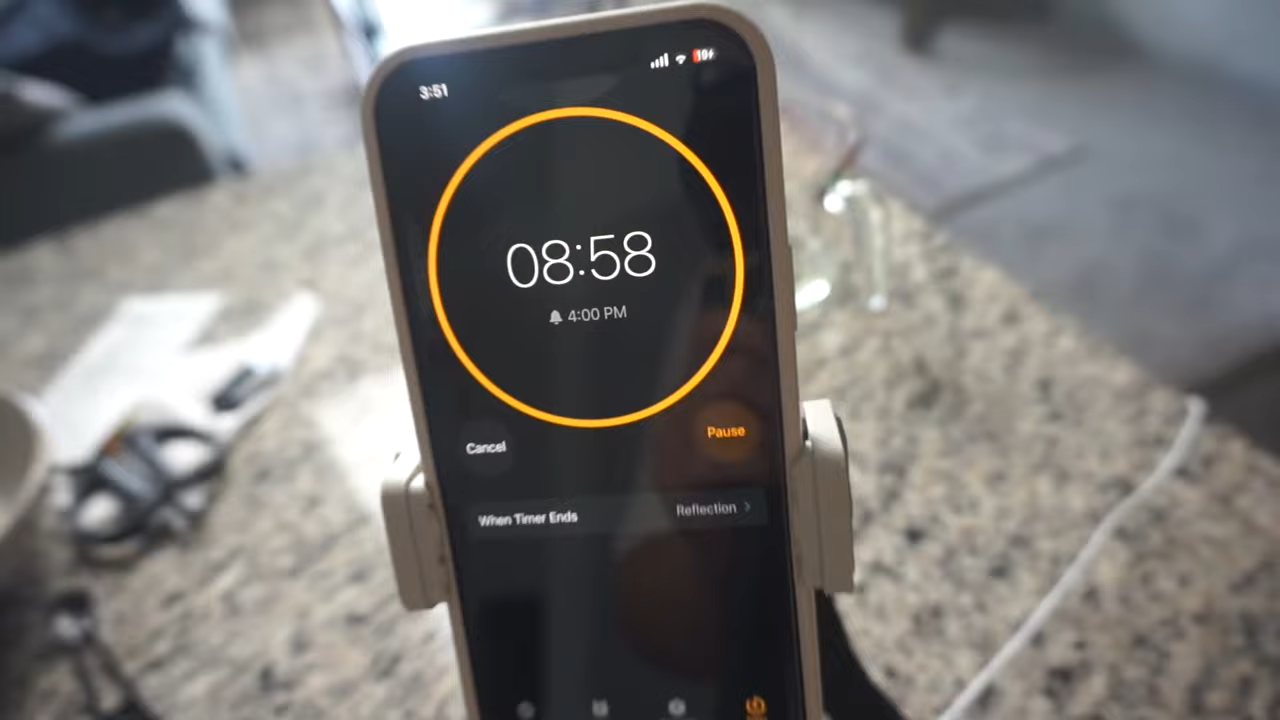 3:51
19
08:58
4:00 PM
Cancel
Pause
When Timer Ends
Reflection